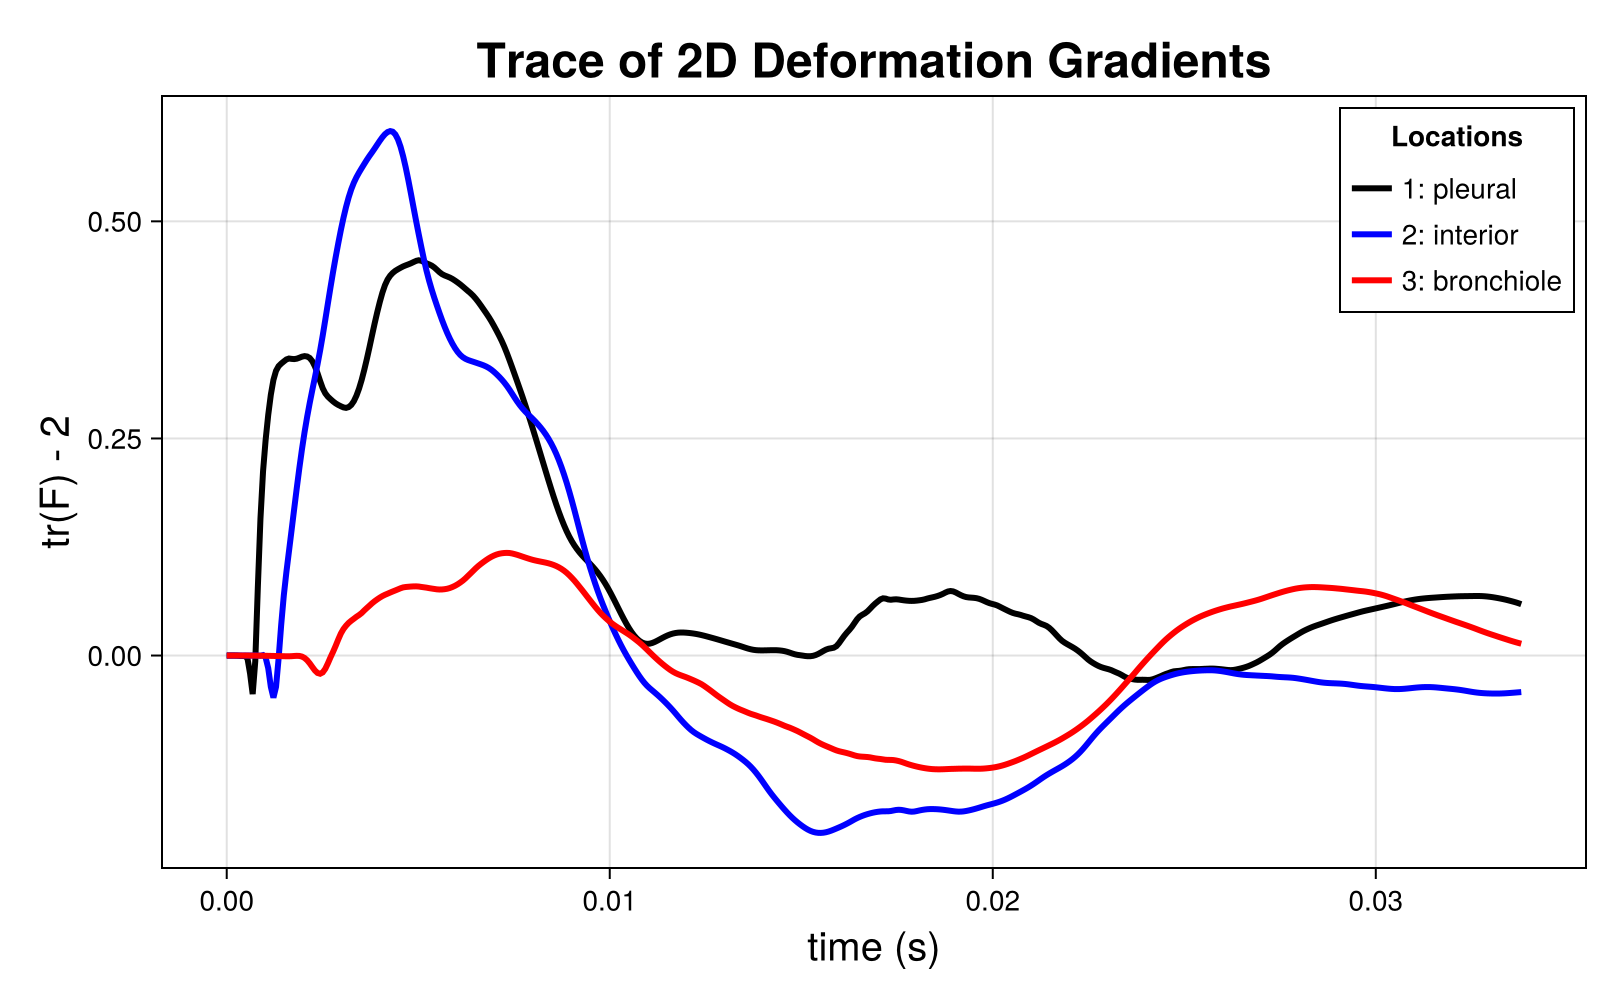 Trace of 2D Deformation Gradients
Locations
1: pleural
2: interior
3: bronchiole
tr(F) - 2
0.50
0.25
0.00
0.00 0.01 0.02 0.03
time (s)